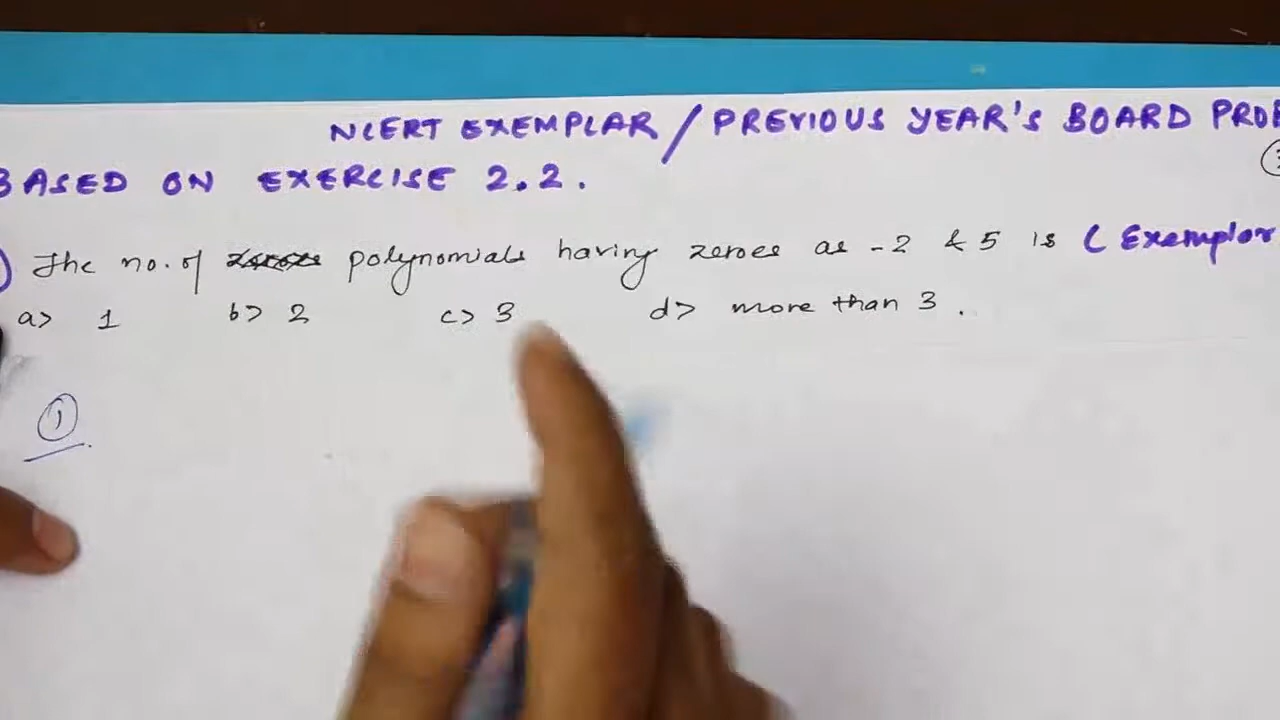 NCERT EXEMPLAR / PREVIOUS YEAR'S BOARD
BASED ON EXERCISE 2.2.
The no. of polynomials having zeroes as -2 & 5 is (Exemplar
a> 1 b> 2 c> 3 d> more than 3 .
1